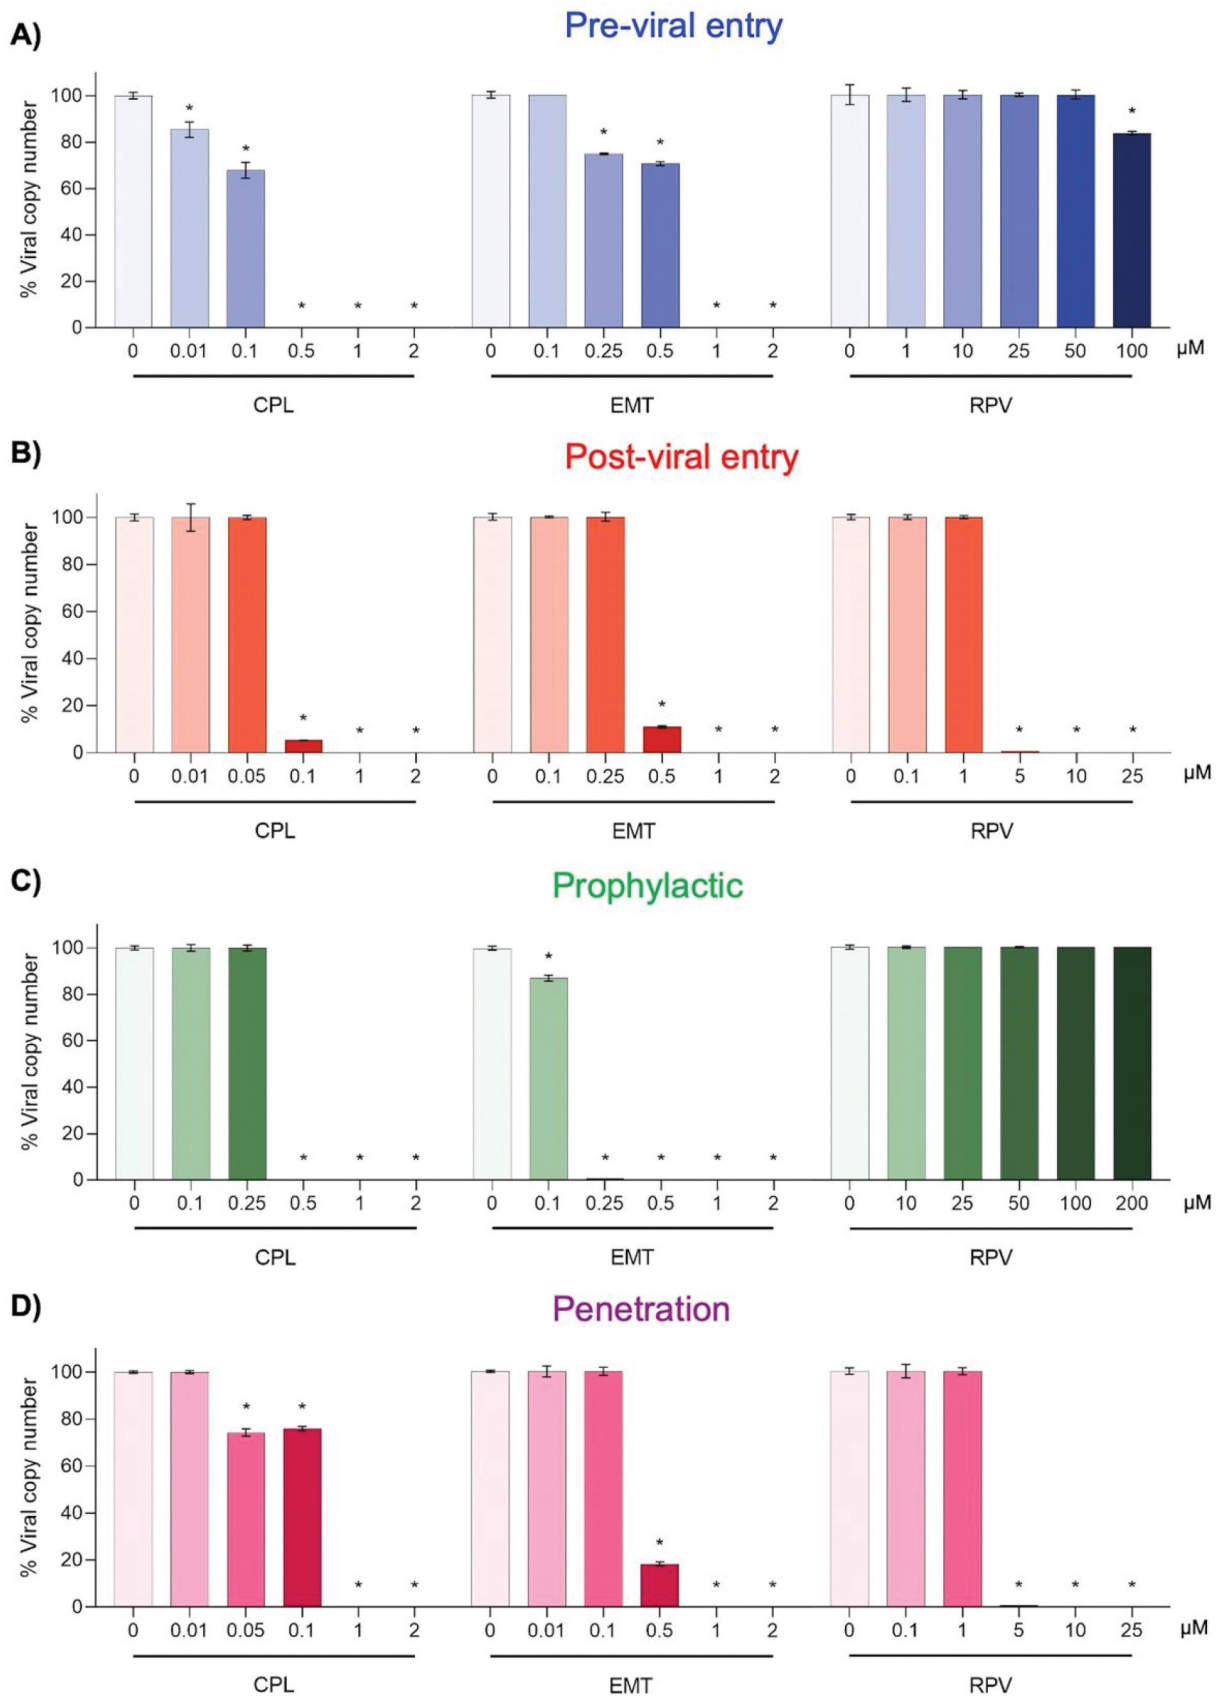 A)
Pre-viral entry
% Viral copy number
100
80
60
40
20
0
* * * * *
* * * *
*
0 0.01 0.1 0.5 1 2 0 0.1 0.25 0.5 1 2 0 1 10 25 50 100 µM
CPL EMT RPV
B)
Post-viral entry
% Viral copy number
100
80
60
40
20
0
* * *
* * *
* * *
0 0.01 0.05 0.1 1 2 0 0.1 0.25 0.5 1 2 0 0.1 1 5 10 25 µM
CPL EMT RPV
C)
Prophylactic
% Viral copy number
100
80
60
40
20
0
* * *
* * * * *
0 0.1 0.25 0.5 1 2 0 0.1 0.25 0.5 1 2 0 10 25 50 100 200 µM
CPL EMT RPV
D)
Penetration
% Viral copy number
100
80
60
40
20
0
* * * *
* * *
* * *
0 0.01 0.05 0.1 1 2 0 0.01 0.1 0.5 1 2 0 0.1 1 5 10 25 µM
CPL EMT RPV